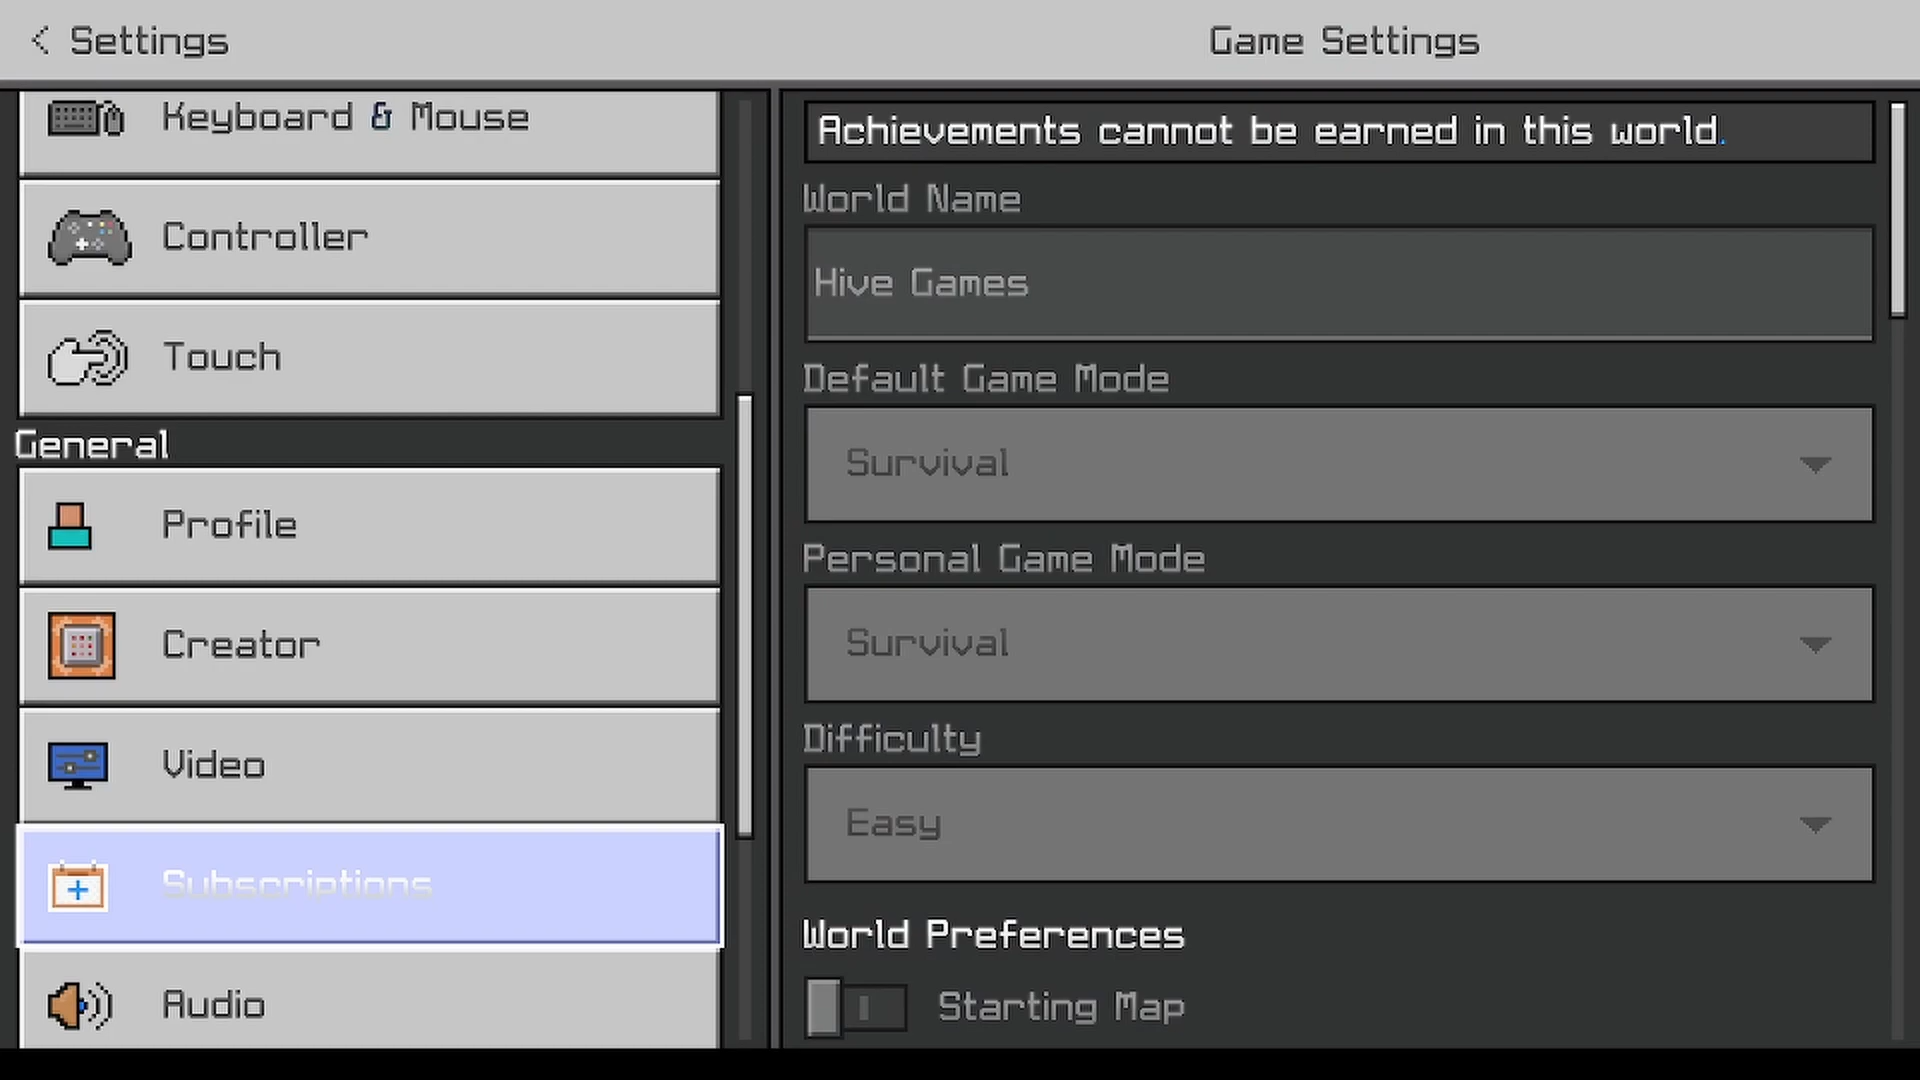 Settings
Game Settings
Keyboard & Mouse
Controller
Touch
General
Profile
Creator
Video
Subscriptions
Audio
Achievements cannot be earned in this world.
World Name
Hive Games
Default Game Mode
Survival
Personal Game Mode
Survival
Difficulty
Easy
World Preferences
Starting Map